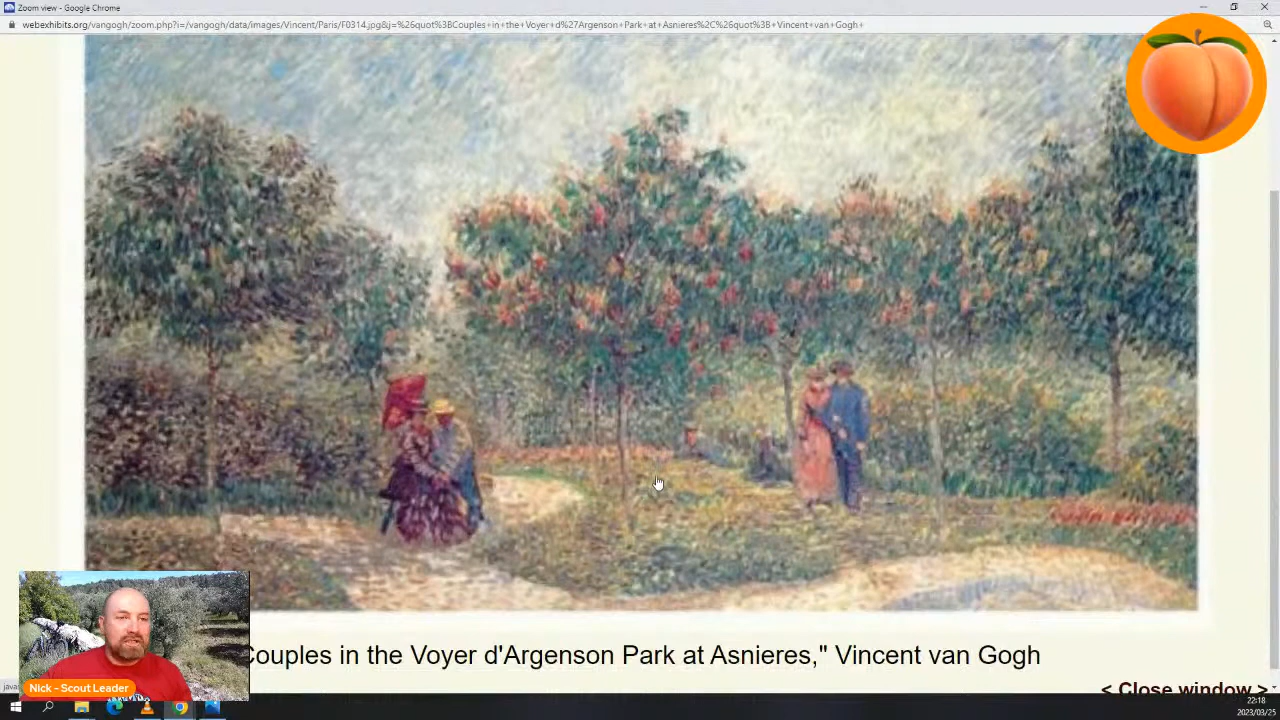 Zoom view - Google Chrome
webexhibits.org/vangogh/zoom.php?i=/vangogh/data/images/Vincent/Paris/F0314.jpg&j=%26quot%3BCouples+in+the+Voyer+d%27Argenson+Park+at+Asnieres%2C%26quot%3B+Vincent+van+Gogh+
Couples in the Voyer d'Argenson Park at Asnieres," Vincent van Gogh
< Close window >
Nick - Scout Leader
java
22:18
2023/03/25